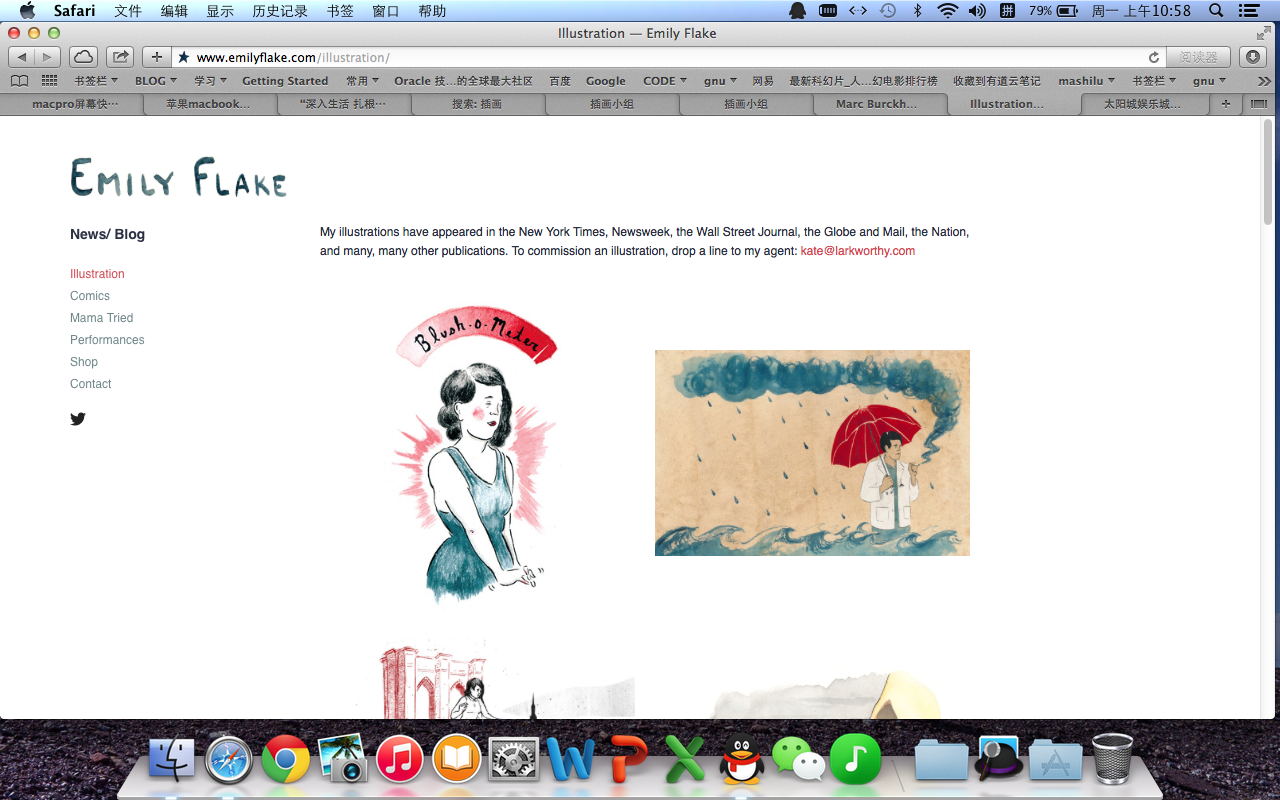 Safari 文件 编辑 显示 历史记录 书签 窗口 帮助 拼 79% 周一 上午10:58
Illustration — Emily Flake
www.emilyflake.com/illustration/ 阅读器
书签栏 BLOG 学习 Getting Started 常用 Oracle 技...的全球最大社区 百度 Google CODE gnu 网易 最新科幻片_人...幻电影排行榜 收藏到有道云笔记 mashilu 书签栏 gnu
macpro屏幕快... 苹果macbook... “深入生活 扎根... 搜索: 插画 插画小组 插画小组 Marc Burckh... Illustration... 太阳城娱乐城...
EMILY FLAKE
News/ Blog
Illustration
Comics
Mama Tried
Performances
Shop
Contact
My illustrations have appeared in the New York Times, Newsweek, the Wall Street Journal, the Globe and Mail, the Nation,
and many, many other publications. To commission an illustration, drop a line to my agent: kate@larkworthy.com
Blush-o-Meter